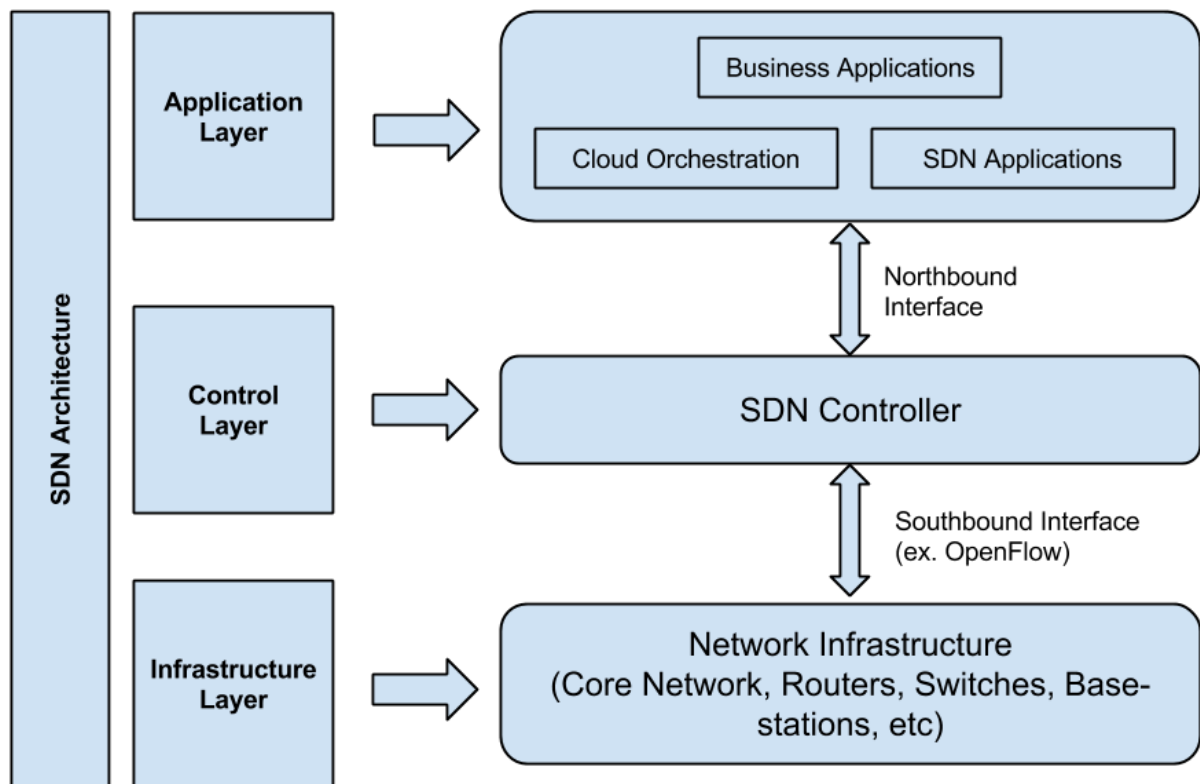 SDN Architecture
Application
Layer
Business Applications
Cloud Orchestration
SDN Applications
Northbound
Interface
Control
Layer
SDN Controller
Southbound Interface
(ex. OpenFlow)
Infrastructure
Layer
Network Infrastructure
(Core Network, Routers, Switches, Base-
stations, etc)